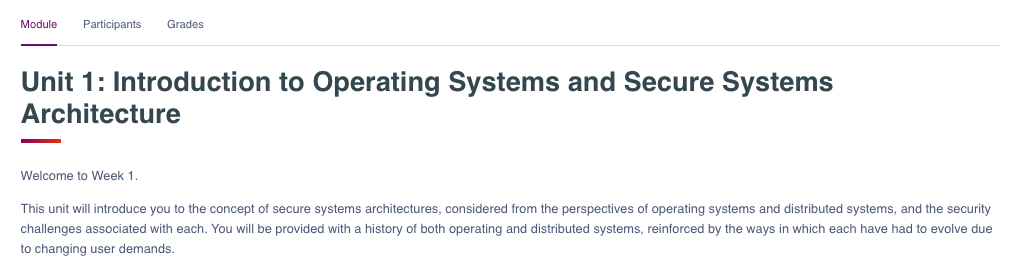 Module Participants Grades
Unit 1: Introduction to Operating Systems and Secure Systems
Architecture
Welcome to Week 1.
This unit will introduce you to the concept of secure systems architectures, considered from the perspectives of operating systems and distributed systems, and the security
challenges associated with each. You will be provided with a history of both operating and distributed systems, reinforced by the ways in which each have had to evolve due
to changing user demands.